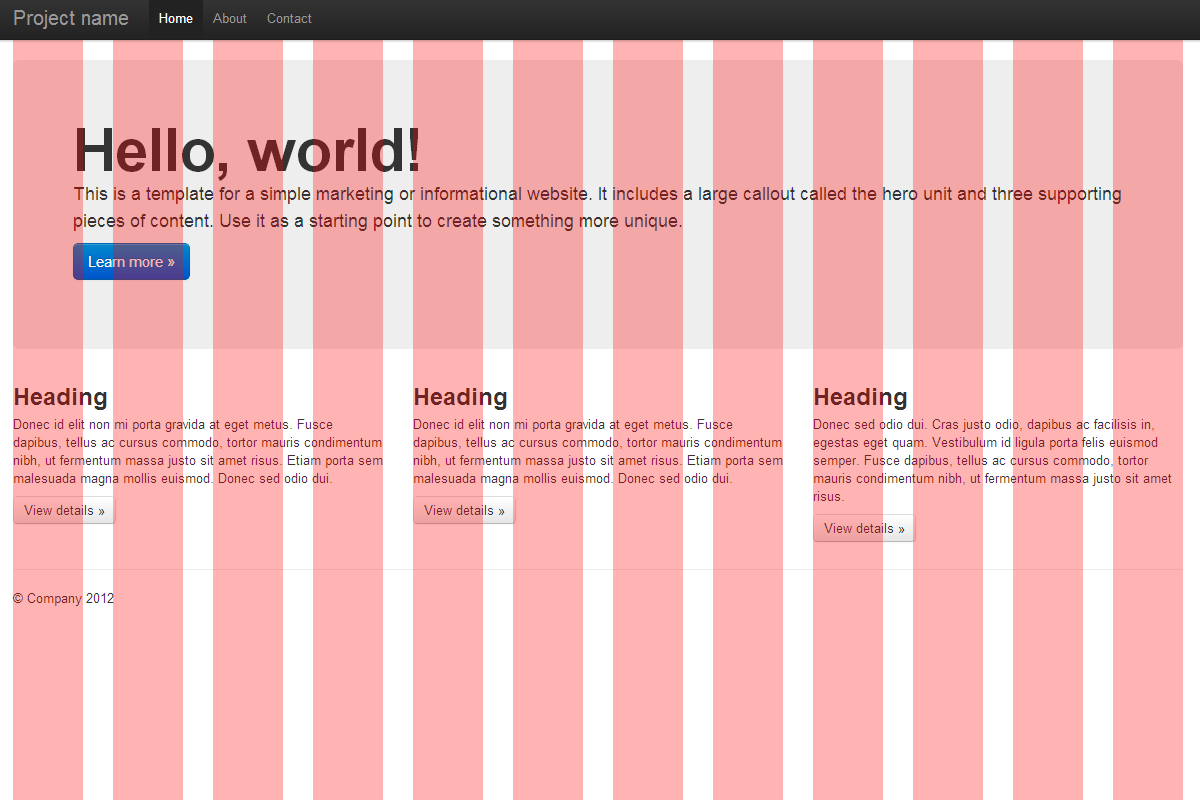 Project name Home About Contact
Hello, world!
This is a template for a simple marketing or informational website. It includes a large callout called the hero unit and three supporting
pieces of content. Use it as a starting point to create something more unique.
Learn more »
Heading
Donec id elit non mi porta gravida at eget metus. Fusce
dapibus, tellus ac cursus commodo, tortor mauris condimentum
nibh, ut fermentum massa justo sit amet risus. Etiam porta sem
malesuada magna mollis euismod. Donec sed odio dui.
View details »
Heading
Donec id elit non mi porta gravida at eget metus. Fusce
dapibus, tellus ac cursus commodo, tortor mauris condimentum
nibh, ut fermentum massa justo sit amet risus. Etiam porta sem
malesuada magna mollis euismod. Donec sed odio dui.
View details »
Heading
Donec sed odio dui. Cras justo odio, dapibus ac facilisis in,
egestas eget quam. Vestibulum id ligula porta felis euismod
semper. Fusce dapibus, tellus ac cursus commodo, tortor
mauris condimentum nibh, ut fermentum massa justo sit amet
risus.
View details »
© Company 2012